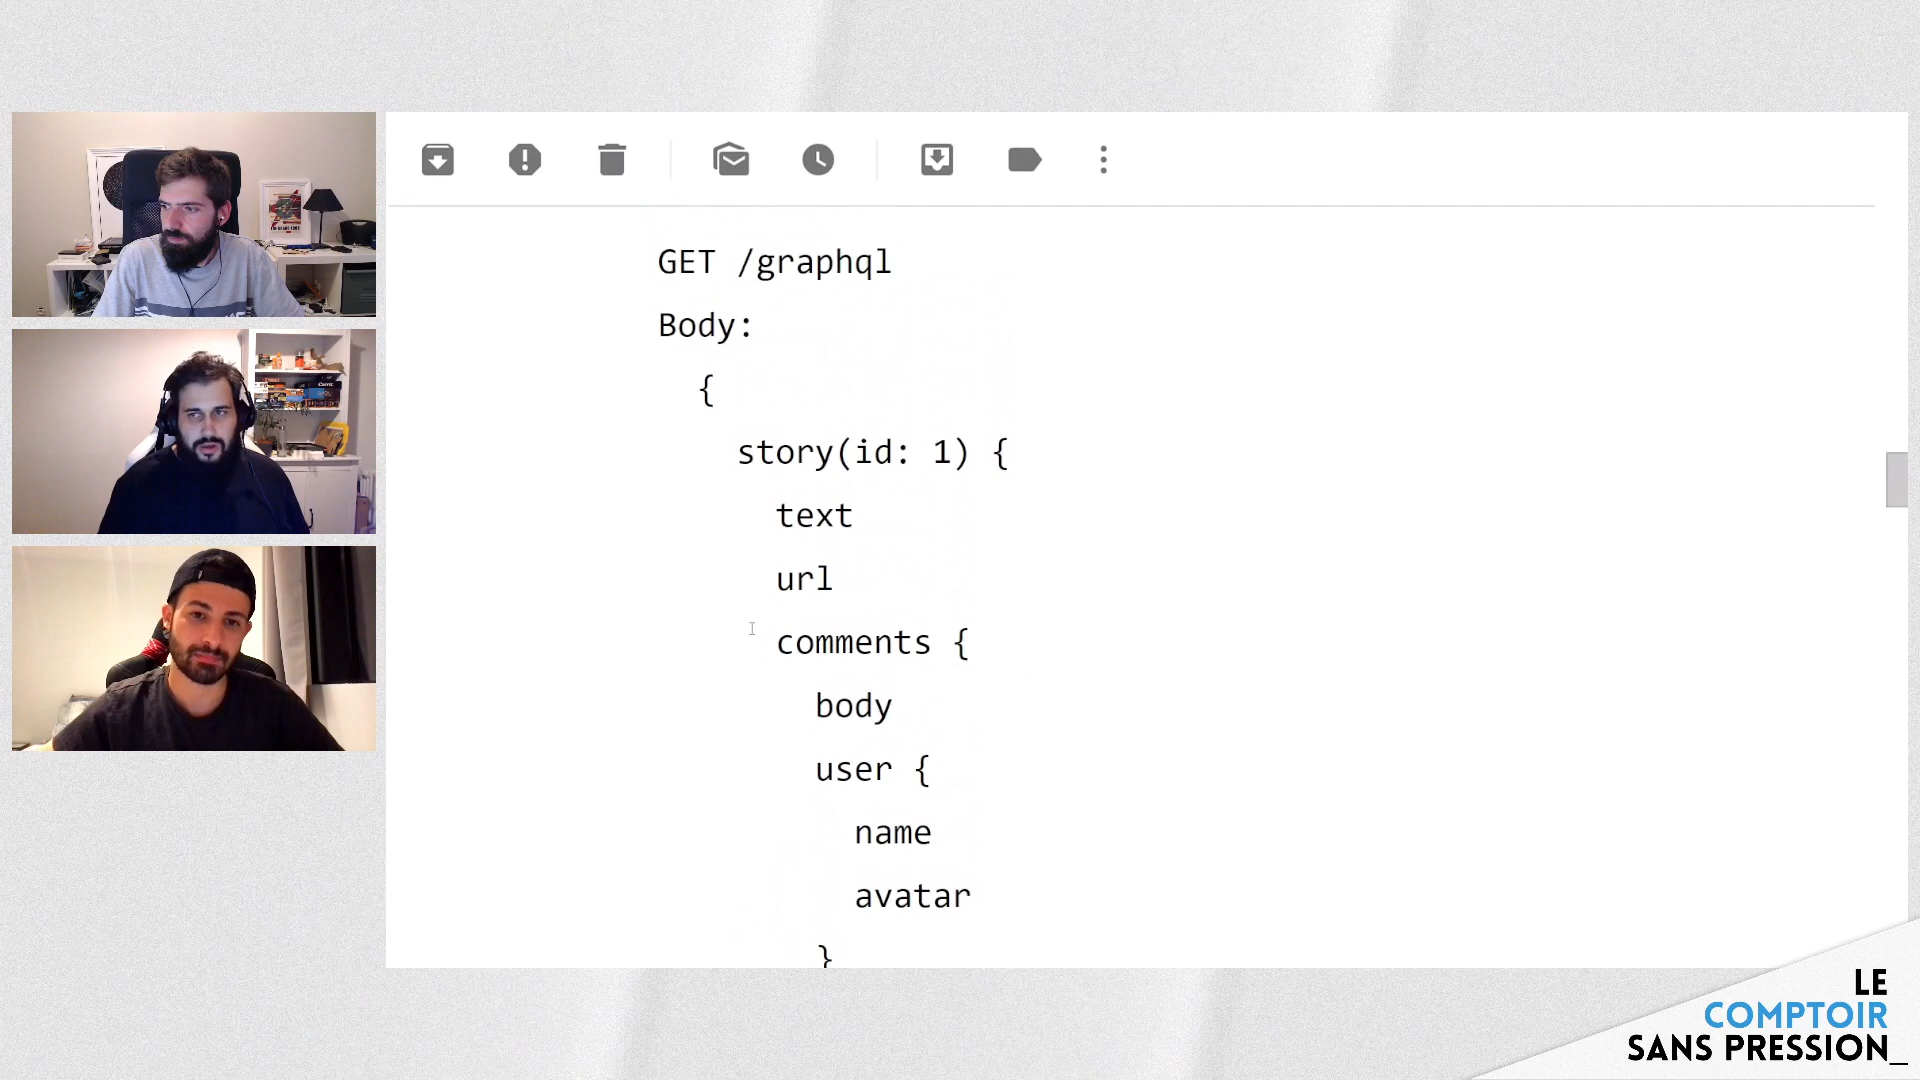 GET /graphql
Body:
{
story(id: 1) {
text
url
comments {
body
user {
name
avatar
}
LE
COMPTOIR
SANS PRESSION_